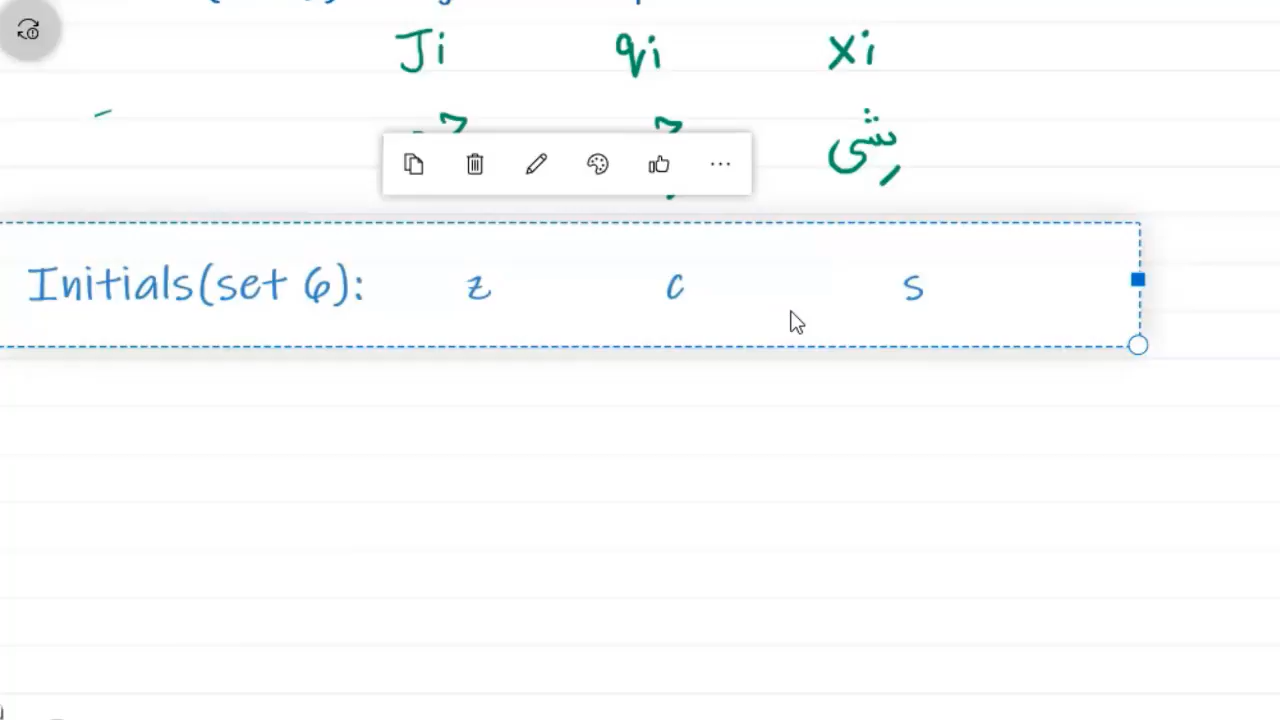 Ji qi xi
شی
Initials(set 6): z c s